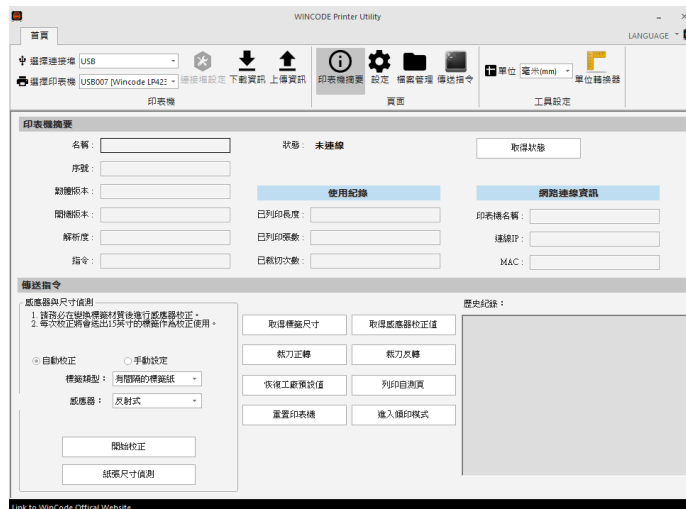 WINCODE Printer Utility
首頁
LANGUAGE
選擇連接埠 USB
連接埠設定 下載資訊 上傳資訊 印表機摘要 設定 檔案管理 傳送指令
單位 毫米(mm) 單位轉換器
選擇印表機 USB007 [Wincode LP423
印表機 頁面 工具設定
印表機摘要
名稱: 狀態: 未連線 取得狀態
序號:
韌體版本: 使用紀錄 網路連線資訊
開機版本: 已列印長度: 印表機名稱:
解析度: 已列印張數: 連線IP:
指令: 已裁切次數: MAC:
傳送指令
感應器與尺寸偵測 歷史紀錄:
1. 請務必在變換標籤材質後進行感應器校正。
2. 每次校正將會送出15英寸的標籤作為校正使用。
取得標籤尺寸 取得感應器校正值
自動校正 手動設定 裁刀正轉 裁刀反轉
標籤類型: 有間隔的標籤紙 恢復工廠預設值 列印自測頁
感應器: 反射式 重置印表機 進入傾印模式
開始校正
紙張尺寸偵測
Link to WinCode Offical Website